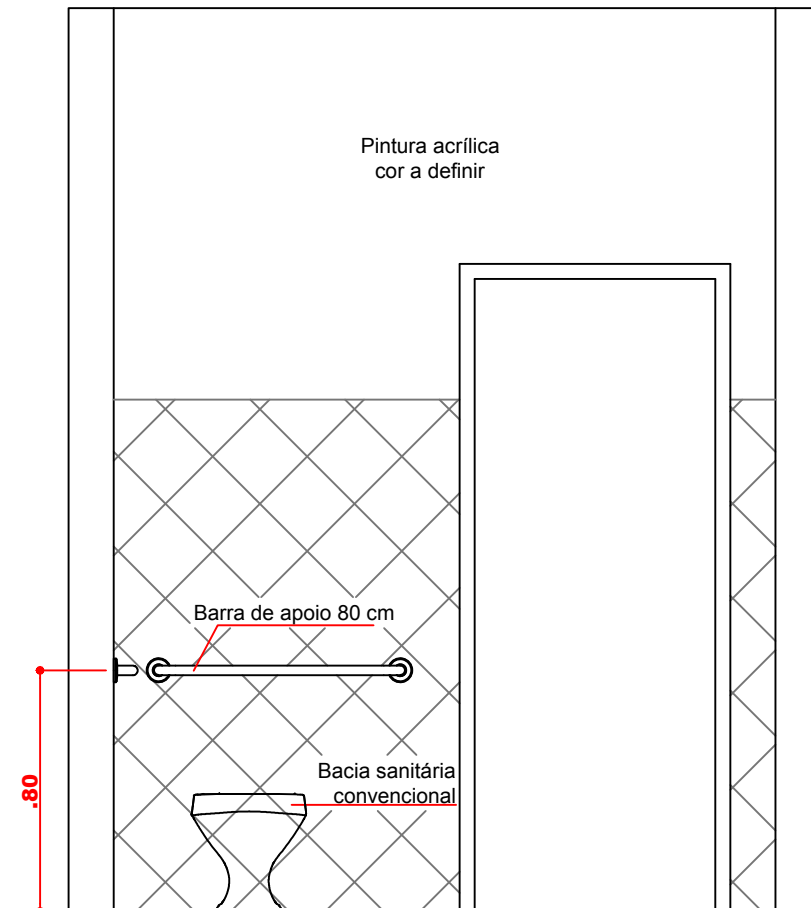 Pintura acrílica
cor a definir
Barra de apoio 80 cm
Bacia sanitária
convencional
.80